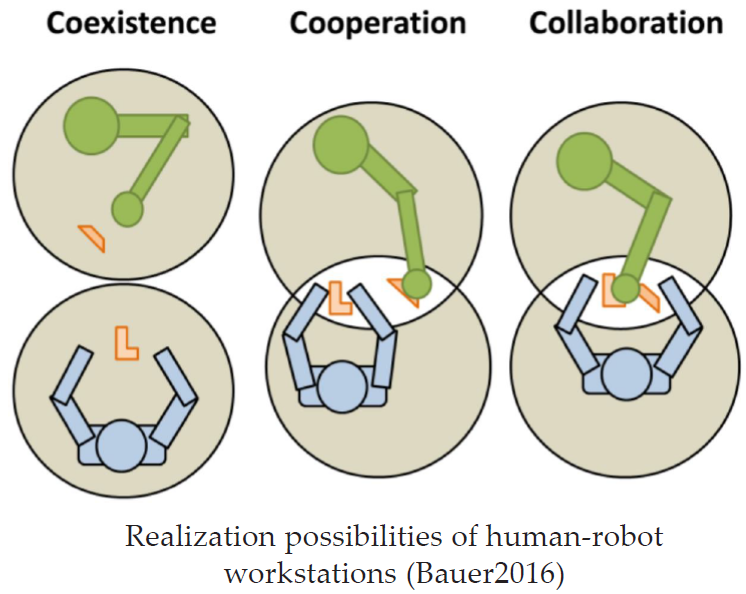 Coexistence
Cooperation
Collaboration
Realization possibilities of human-robot
workstations (Bauer2016)